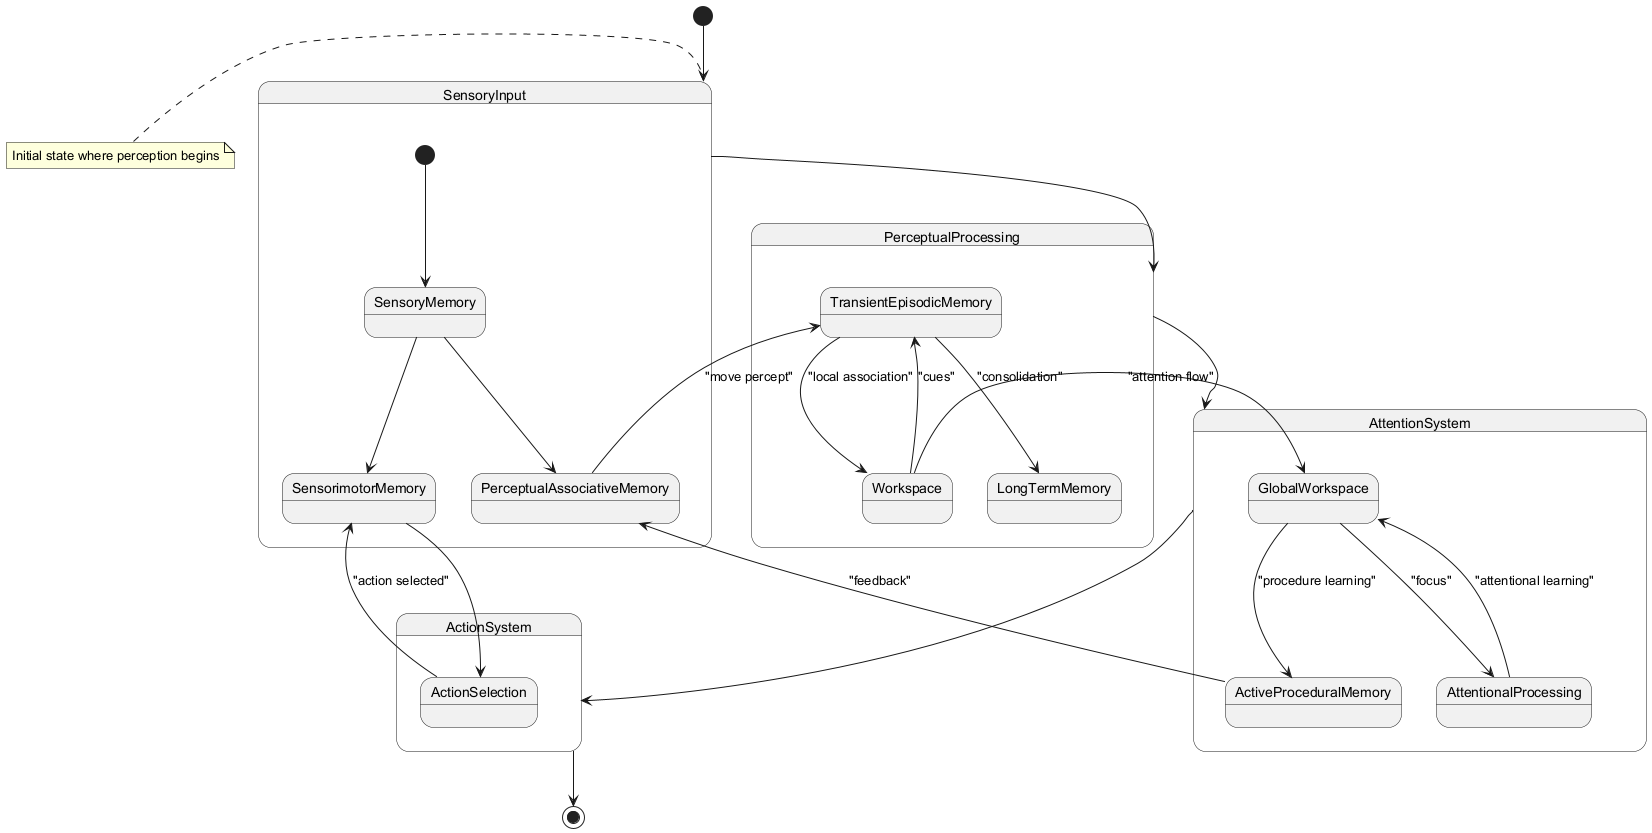 SensoryInput
Initial state where perception begins
PerceptualProcessing
SensoryMemory
TransientEpisodicMemory
"move percept"
"local association"
"cues"
"consolidation"
"attention flow"
AttentionSystem
SensorimotorMemory
PerceptualAssociativeMemory
Workspace
LongTermMemory
GlobalWorkspace
"action selected"
"feedback"
"procedure learning"
"focus"
"attentional learning"
ActionSystem
ActionSelection
ActiveProceduralMemory
AttentionalProcessing